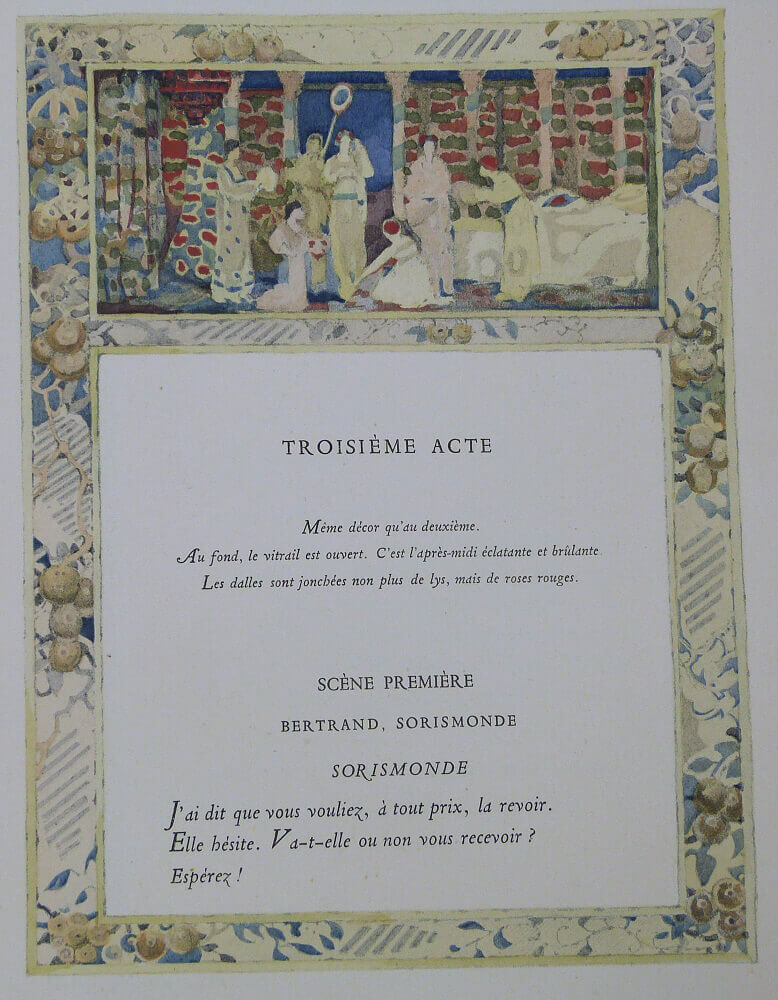 TROISIÈME ACTE
Même décor qu'au deuxième.
Au fond, le vitrail est ouvert. C'est l'après-midi éclatante et brûlante
Les dalles sont jonchées non plus de lys, mais de roses rouges.
SCÈNE PREMIÈRE
BERTRAND, SORISMONDE
SORISMONDE
J'ai dit que vous vouliez, à tout prix, la revoir.
Elle hésite. Va-t-elle ou non vous recevoir ?
Espérez !